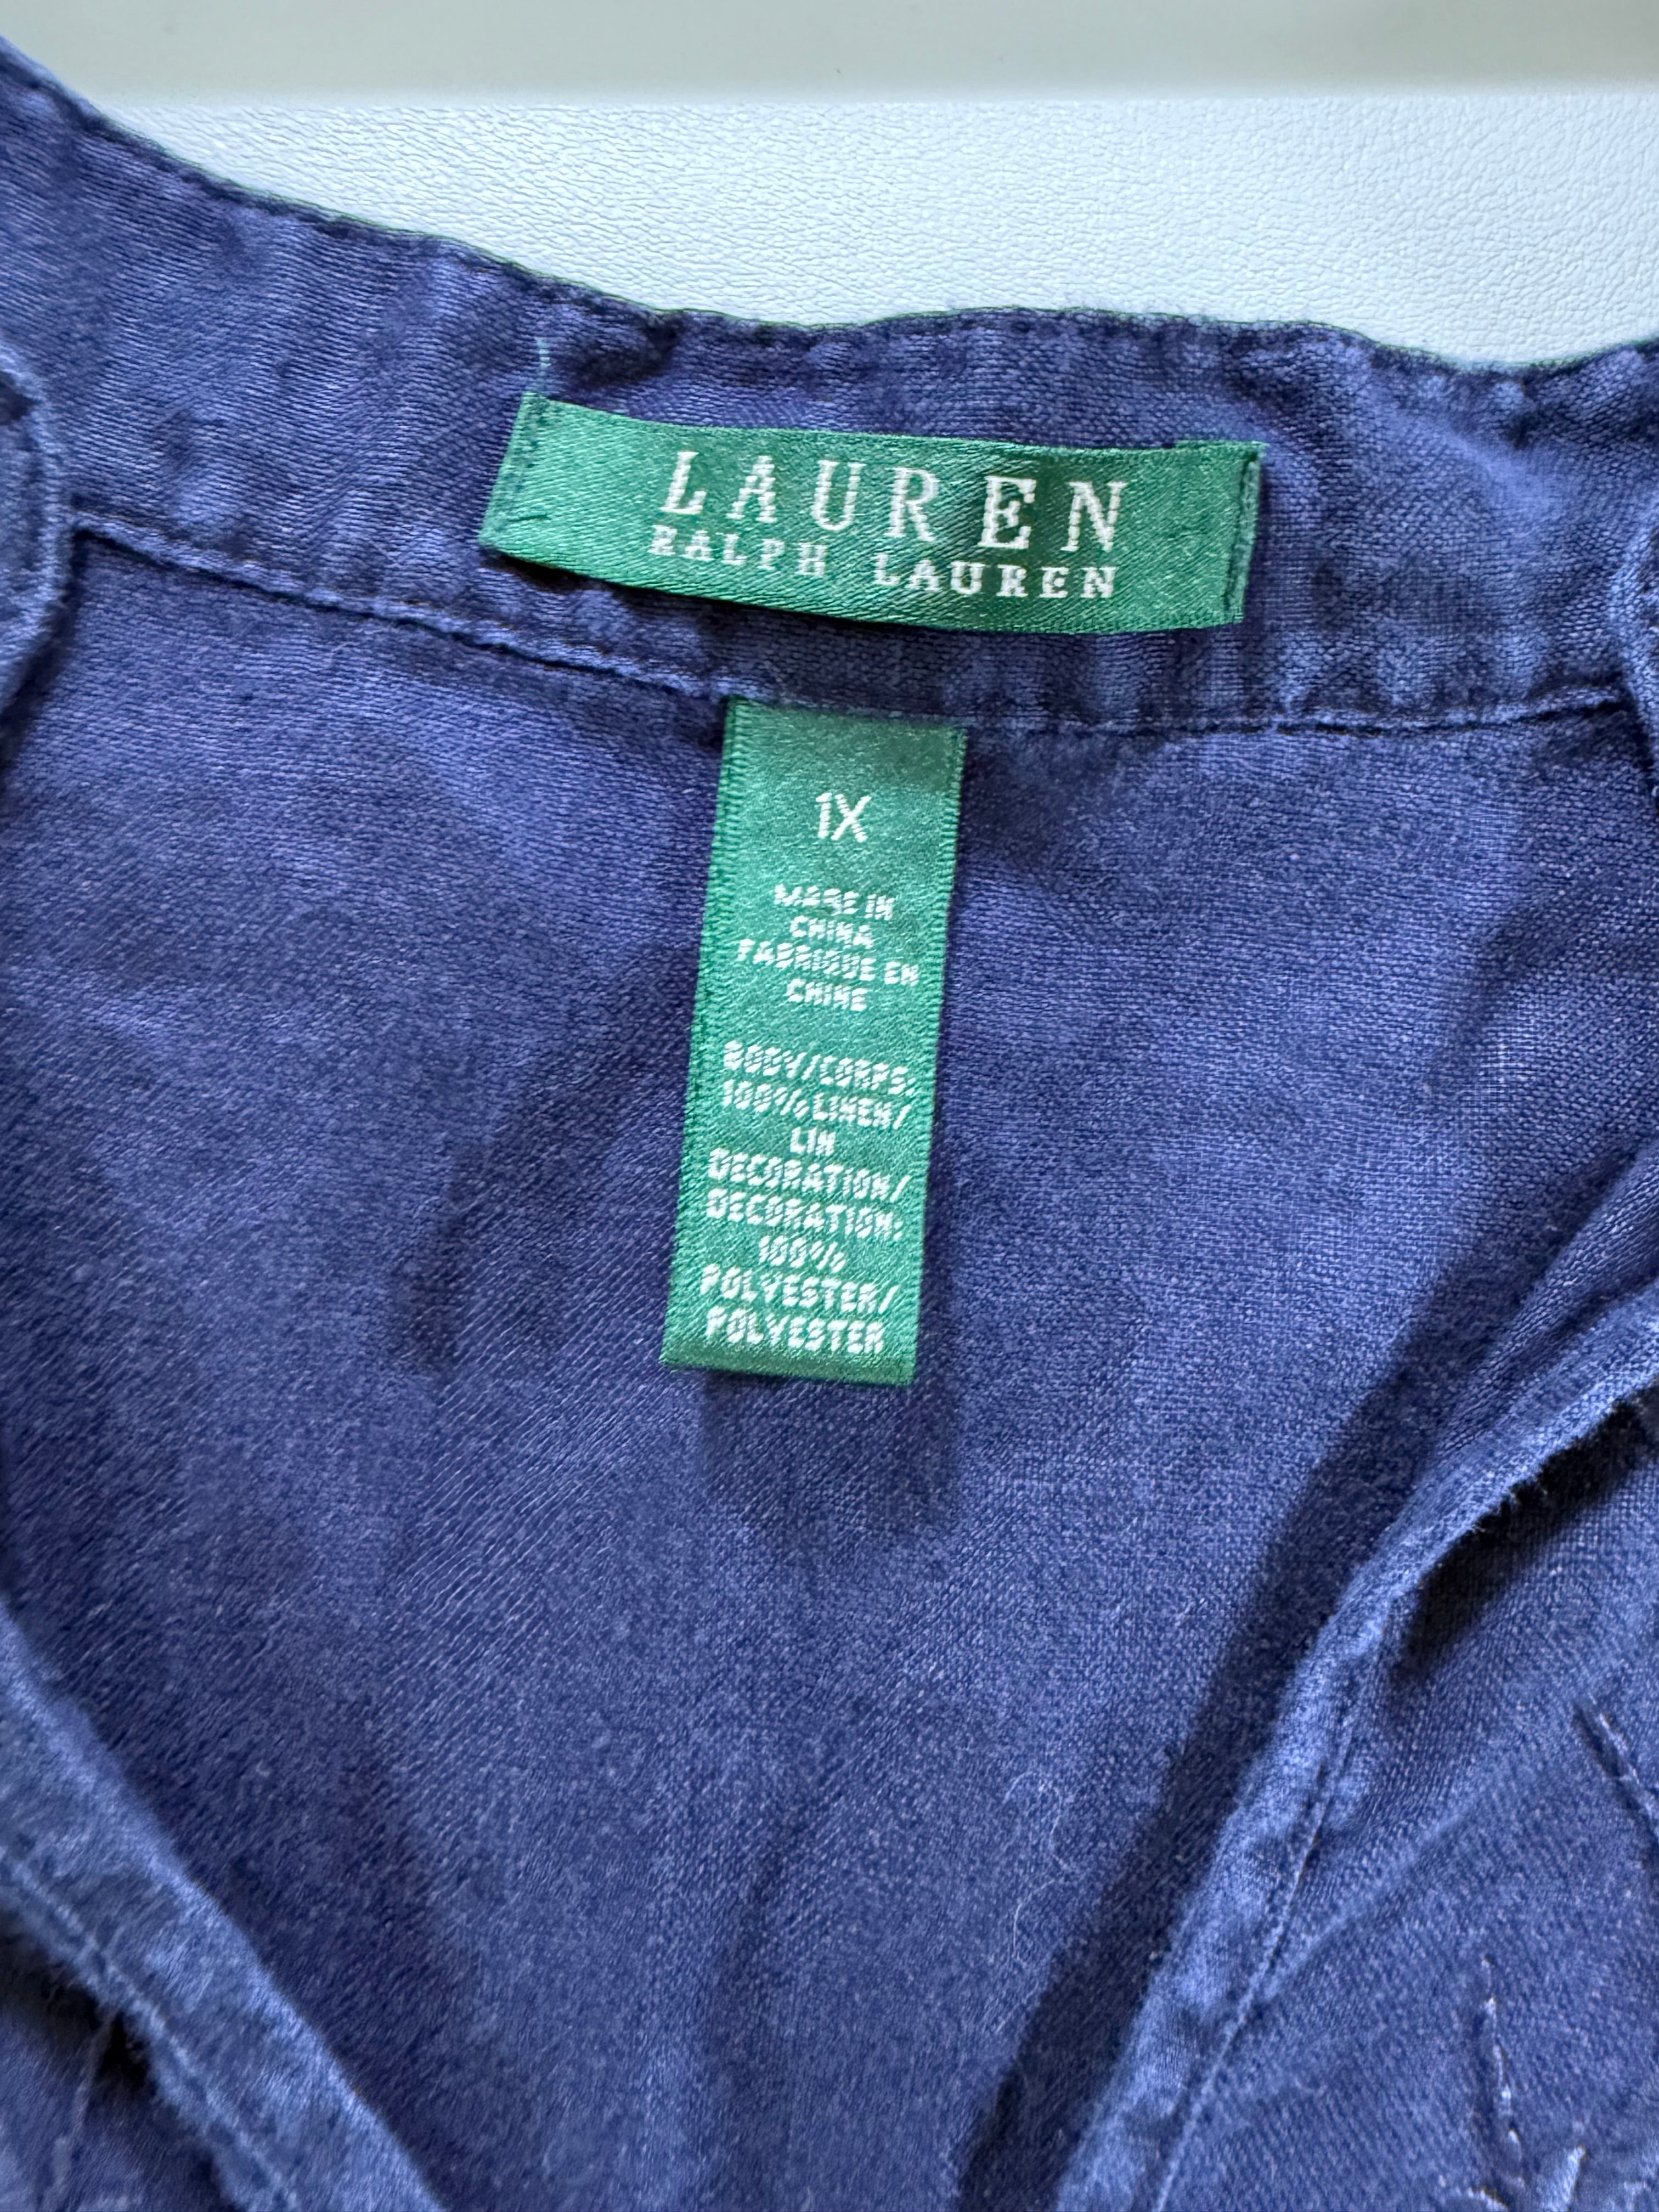 LAUREN
RALPH LAUREN
1X
MADE IN
CHINA
FABRIQUE EN
CHINE
BODY/CORPS:
100% LINEN/
LIN
DECORATION/
DECORATION:
100%
POLYESTER/
POLYESTER